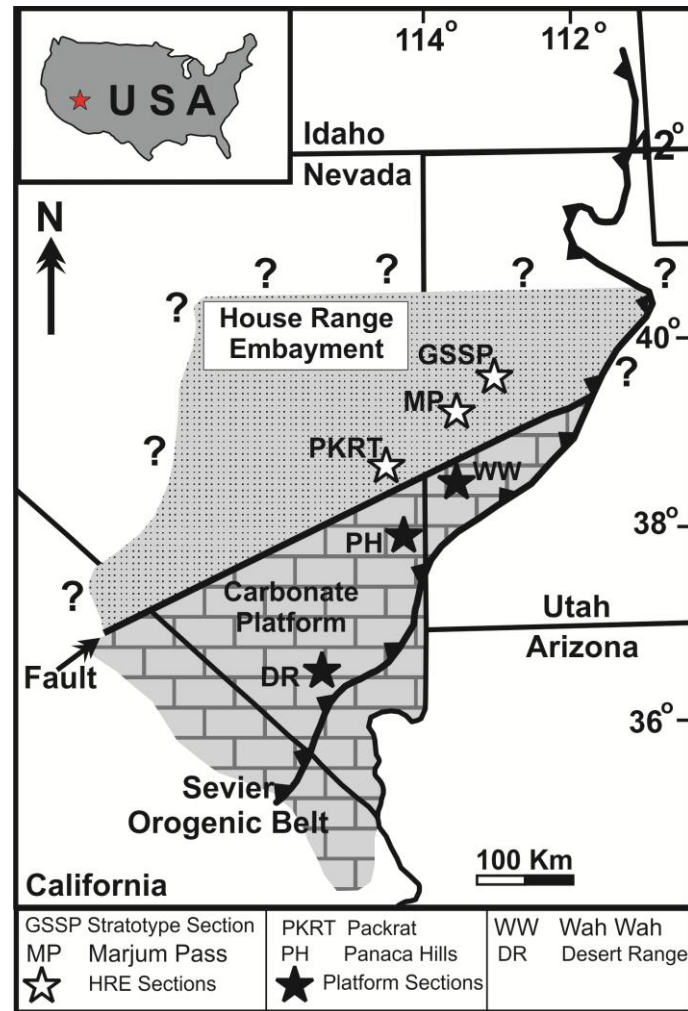 114° 112°
U S A
Idaho
42°
Nevada
N
? ? ? ?
?
House Range
Embayment
40°
GSSP
?
MP
PKRT
WW
?
38°
PH
?
Carbonate
Platform
Utah
Arizona
Fault
DR
36°
Sevier
Orogenic Belt
100 Km
California
GSSP Stratotype Section
MP Marjum Pass
HRE Sections
PKRT Packrat
PH Panaca Hills
Platform Sections
WW Wah Wah
DR Desert Range